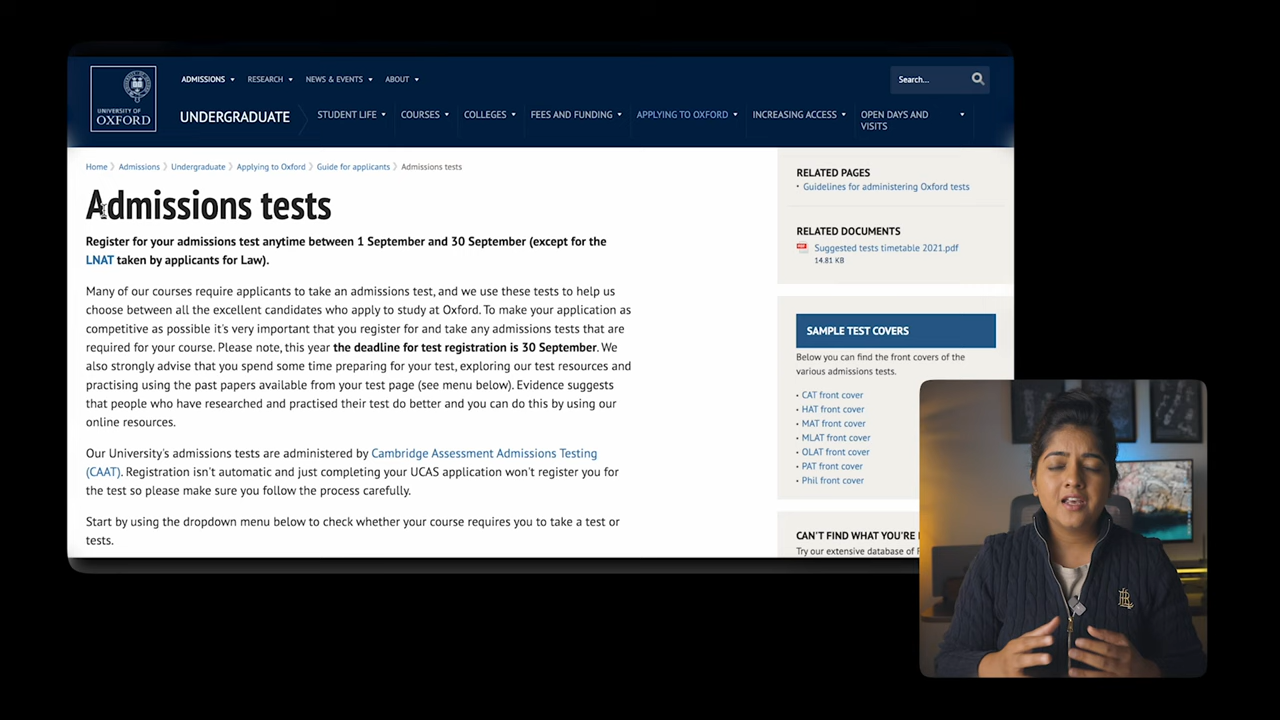 UNIVERSITY OF
OXFORD
ADMISSIONS
RESEARCH
NEWS & EVENTS
ABOUT
Search...
UNDERGRADUATE
STUDENT LIFE
COURSES
COLLEGES
FEES AND FUNDING
APPLYING TO OXFORD
INCREASING ACCESS
OPEN DAYS AND
VISITS
Home > Admissions > Undergraduate > Applying to Oxford > Guide for applicants > Admissions tests
Admissions tests
Register for your admissions test anytime between 1 September and 30 September (except for the
LNAT taken by applicants for Law).
Many of our courses require applicants to take an admissions test, and we use these tests to help us
choose between all the excellent candidates who apply to study at Oxford. To make your application as
competitive as possible it's very important that you register for and take any admissions tests that are
required for your course. Please note, this year the deadline for test registration is 30 September. We
also strongly advise that you spend some time preparing for your test, exploring our test resources and
practising using the past papers available from your test page (see menu below). Evidence suggests
that people who have researched and practised their test do better and you can do this by using our
online resources.
Our University's admissions tests are administered by Cambridge Assessment Admissions Testing
(CAAT). Registration isn't automatic and just completing your UCAS application won't register you for
the test so please make sure you follow the process carefully.
Start by using the dropdown menu below to check whether your course requires you to take a test or
tests.
RELATED PAGES
• Guidelines for administering Oxford tests
RELATED DOCUMENTS
Suggested tests timetable 2021.pdf
14.81 KB
SAMPLE TEST COVERS
Below you can find the front covers of the
various admissions tests.
• CAT front cover
• HAT front cover
• MAT front cover
• MLAT front cover
• OLAT front cover
• PAT front cover
• Phil front cover
CAN'T FIND WHAT YOU'RE
Try our extensive database of
RL